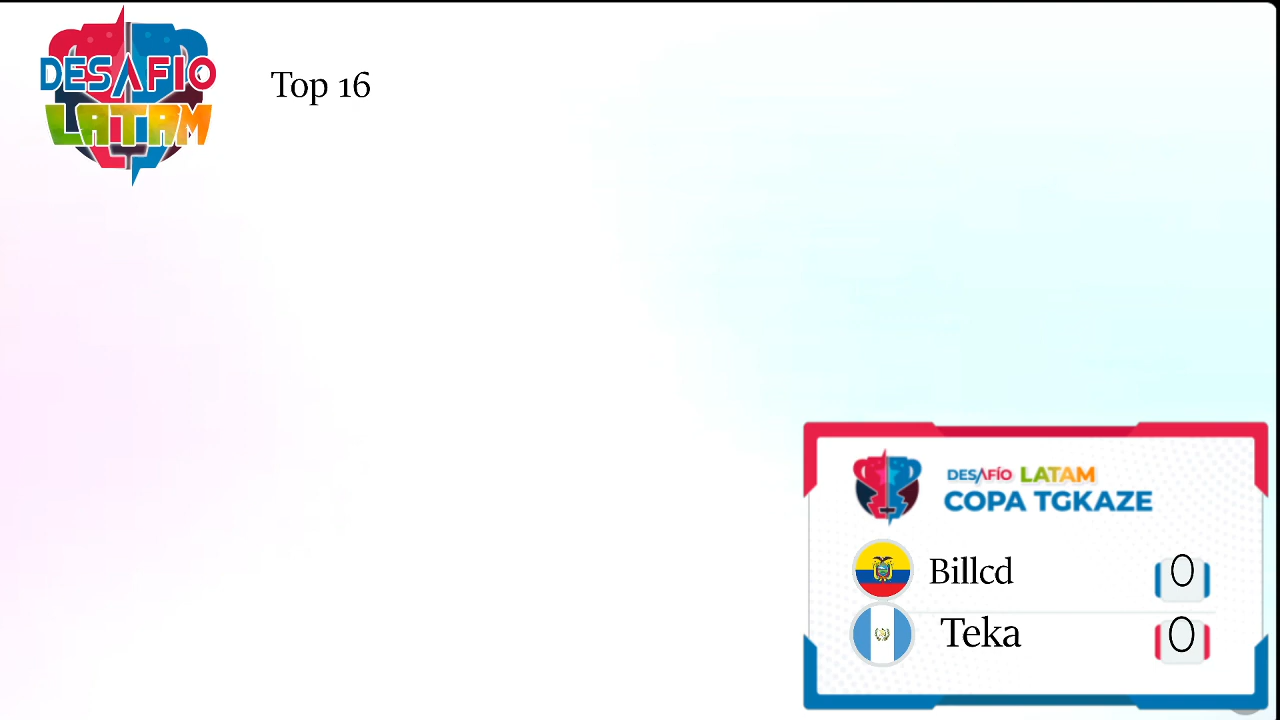 DESAFIO
LATAM
Top 16
DESAFÍO LATAM
COPA TGKAZE
Billcd 0
Teka 0